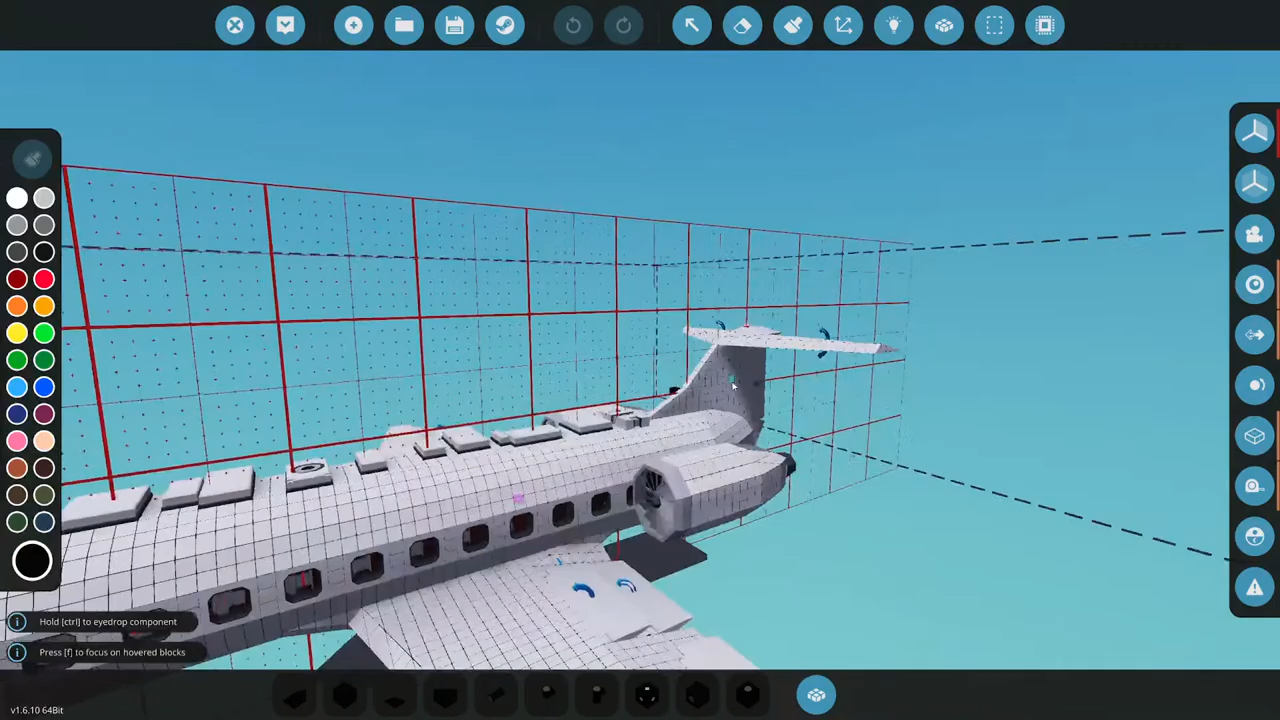 Hold [ctrl] to eyedrop component
Press [f] to focus on hovered blocks
v1.6.10 64Bit